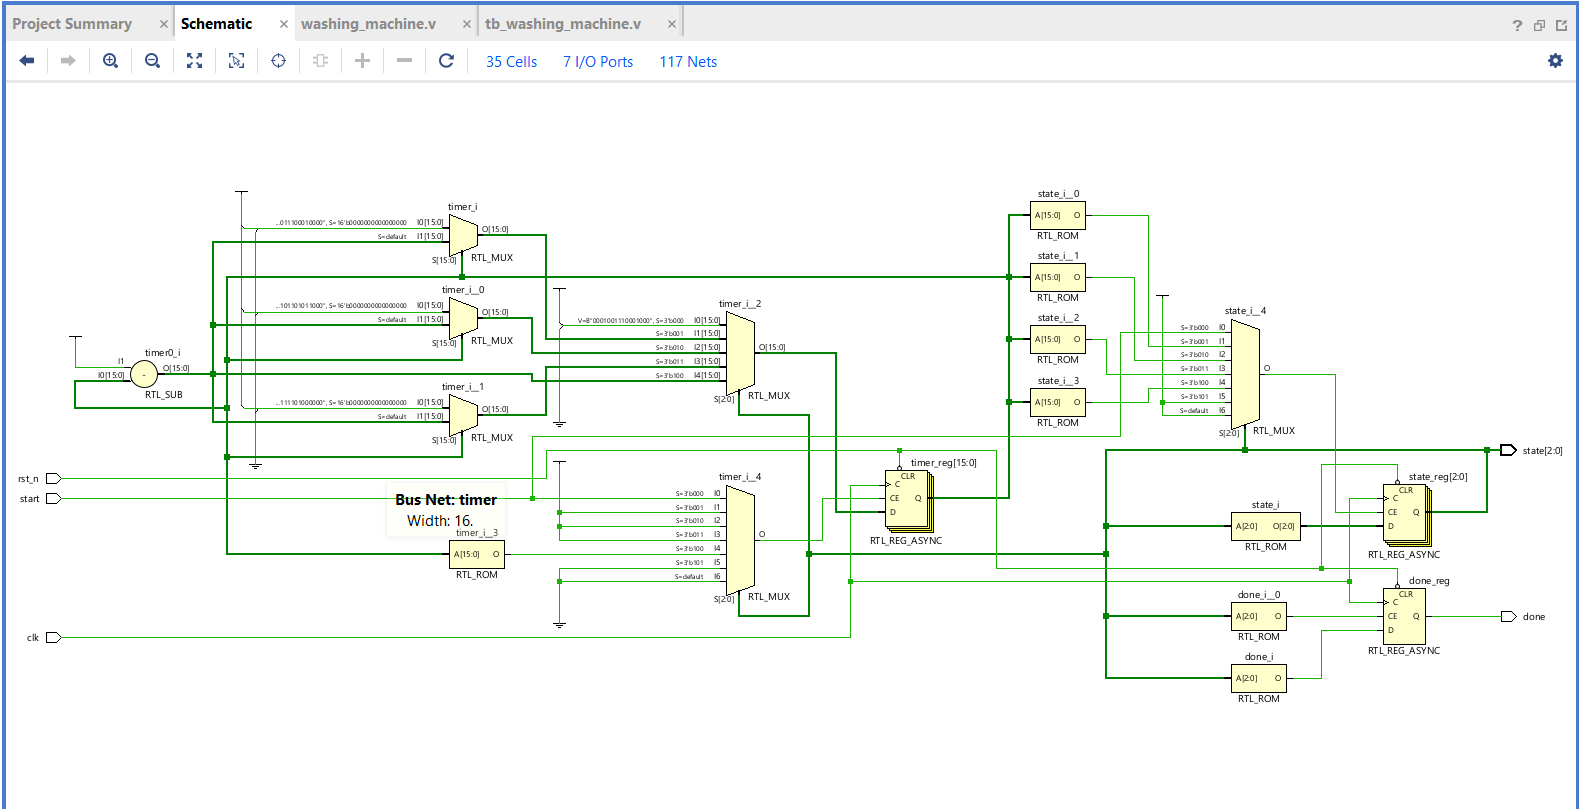 Project Summary
Schematic
washing_machine.v
tb_washing_machine.v
35 Cells
7 I/O Ports
117 Nets
timer_i
...011100010000", S=16'b0000000000000000 I0[15:0]
S=default I1[15:0]
O[15:0]
S[15:0]
RTL_MUX
timer_i__0
...101101011000", S=16'b0000000000000000 I0[15:0]
S=default I1[15:0]
O[15:0]
S[15:0]
RTL_MUX
timer0_i
I1
I0[15:0]
-
O[15:0]
RTL_SUB
timer_i__1
...111101000000", S=16'b0000000000000000 I0[15:0]
S=default I1[15:0]
O[15:0]
S[15:0]
RTL_MUX
timer_i__2
V=B"0001001110001000", S=3'b000 I0[15:0]
S=3'b001 I1[15:0]
S=3'b010 I2[15:0]
S=3'b011 I3[15:0]
S=3'b100 I4[15:0]
O[15:0]
S[2:0]
RTL_MUX
rst_n
start
clk
Bus Net: timer
Width: 16.
timer_i__3
A[15:0] O
RTL_ROM
timer_i__4
S=3'b000 I0
S=3'b001 I1
S=3'b010 I2
S=3'b011 I3
S=3'b100 I4
S=3'b101 I5
S=default I6
O
S[2:0]
RTL_MUX
timer_reg[15:0]
CLR
C
CE Q
D
RTL_REG_ASYNC
state_i__0
A[15:0] O
RTL_ROM
state_i__1
A[15:0] O
RTL_ROM
state_i__2
A[15:0] O
RTL_ROM
state_i__3
A[15:0] O
RTL_ROM
state_i__4
S=3'b000 I0
S=3'b001 I1
S=3'b010 I2
S=3'b011 I3
S=3'b100 I4
S=3'b101 I5
S=default I6
O
S[2:0]
RTL_MUX
state[2:0]
state_reg[2:0]
CLR
C
CE Q
D
RTL_REG_ASYNC
state_i
A[2:0] O[2:0]
RTL_ROM
done_reg
CLR
C
CE Q
D
RTL_REG_ASYNC
done
done_i__0
A[2:0] O
RTL_ROM
done_i
A[2:0] O
RTL_ROM